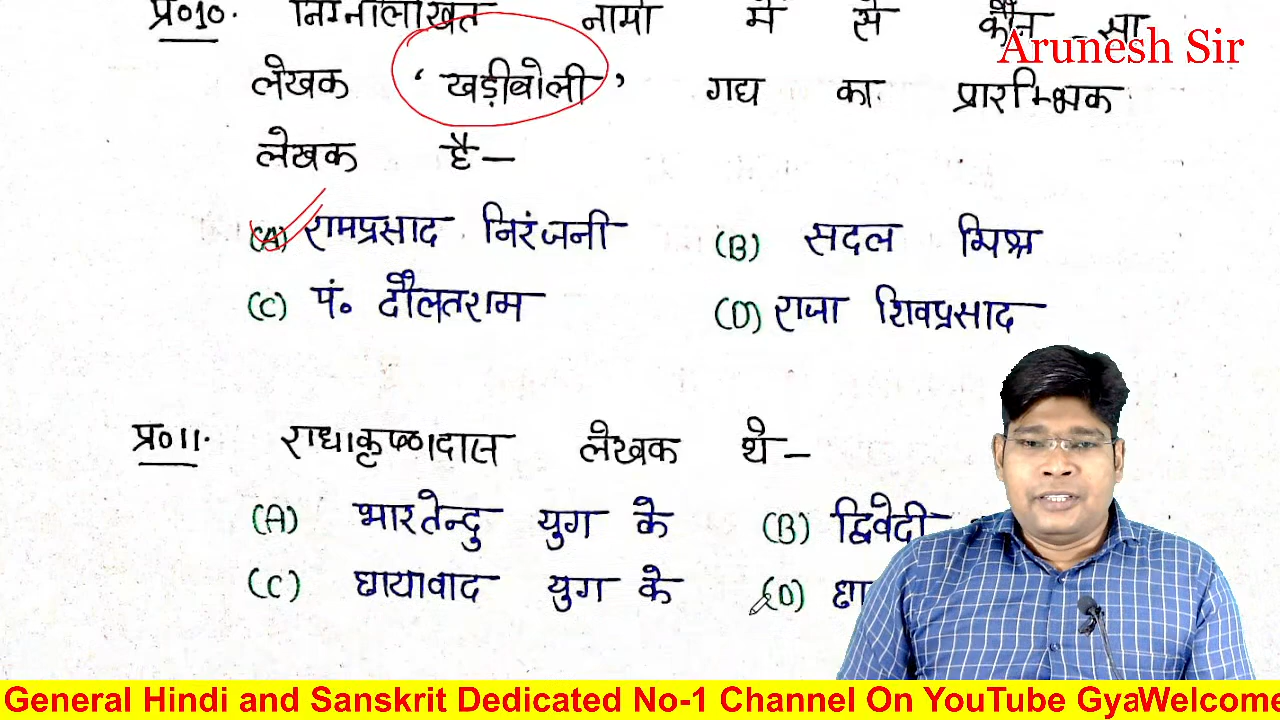 प्र०10. निम्नलिखित नामों में से कौन-सा
Arunesh Sir
लेखक ‘खड़ीबोली’ गद्य का प्रारम्भिक
लेखक है–
(A) रामप्रसाद निरंजनी (B) सदल मिश्र
(C) पं० दौलतराम (D) राजा शिवप्रसाद
प्र०11. राधाकृष्णदास लेखक थे–
(A) भारतेन्दु युग के (B) द्विवेदी
(C) छायावाद युग के (D)
General Hindi and Sanskrit Dedicated No-1 Channel On YouTube GyaWelcome